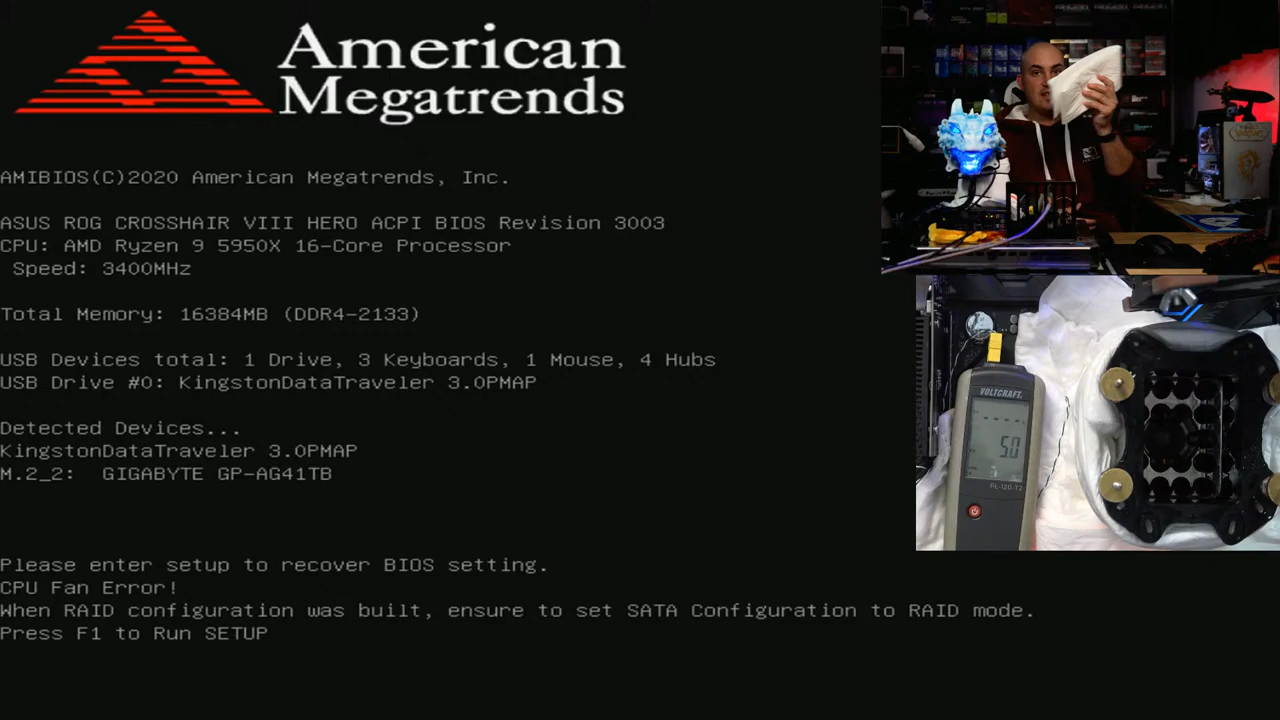 American
Megatrends
AMIBIOS(C)2020 American Megatrends, Inc.
ASUS ROG CROSSHAIR VIII HERO ACPI BIOS Revision 3003
CPU: AMD Ryzen 9 5950X 16-Core Processor
Speed: 3400MHz
Total Memory: 16384MB (DDR4-2133)
USB Devices total: 1 Drive, 3 Keyboards, 1 Mouse, 4 Hubs
USB Drive #0: KingstonDataTraveler 3.0PMAP
Detected Devices...
KingstonDataTraveler 3.0PMAP
M.2_2: GIGABYTE GP-AG41TB
Please enter setup to recover BIOS setting.
CPU Fan Error!
When RAID configuration was built, ensure to set SATA Configuration to RAID mode.
Press F1 to Run SETUP
VOLTCRAFT
PL-120-T2